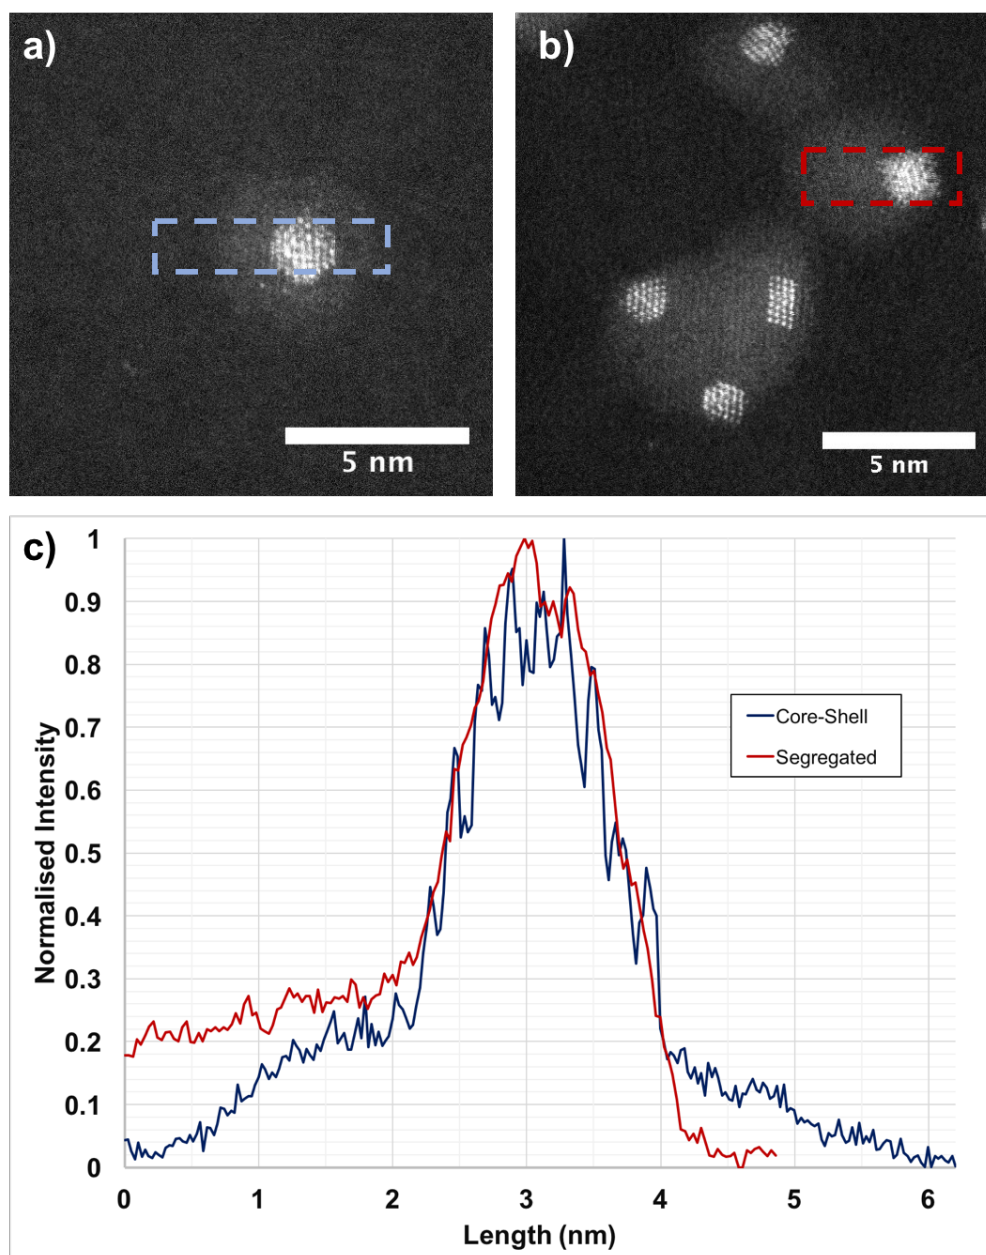 a)
b)
5 nm
5 nm
c)
1
0.9
0.8
0.7
0.6
0.5
0.4
0.3
0.2
0.1
0
Normalised Intensity
Core-Shell
Segregated
0 1 2 3 4 5 6
Length (nm)